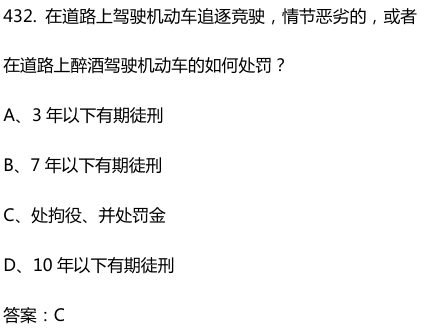 432. 在道路上驾驶机动车追逐竞驶，情节恶劣的，或者
在道路上醉酒驾驶机动车的如何处罚？
A、3 年以下有期徒刑
B、7 年以下有期徒刑
C、处拘役、并处罚金
D、10 年以下有期徒刑
答案：C